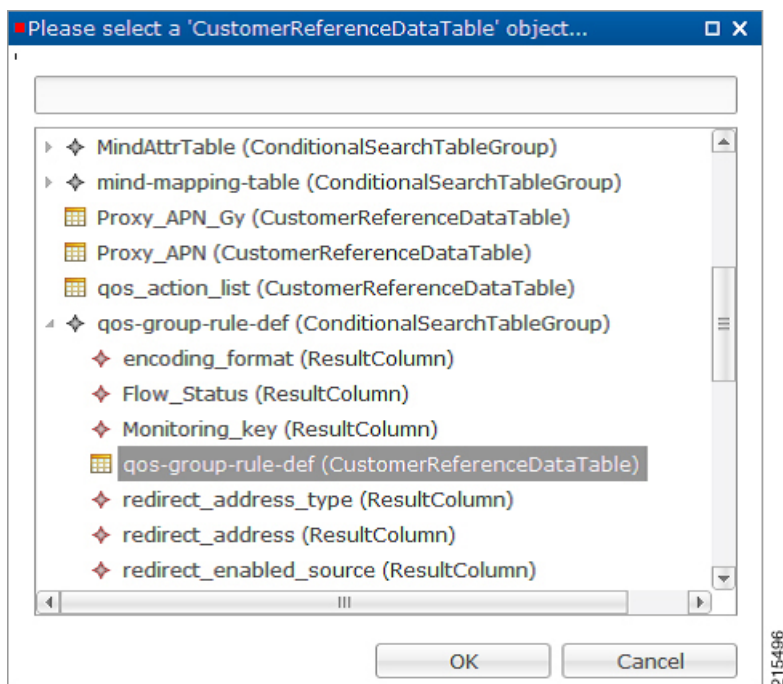 Please select a 'CustomerReferenceDataTable' object...
MindAttrTable (ConditionalSearchTableGroup)
mind-mapping-table (ConditionalSearchTableGroup)
Proxy_APN_Gy (CustomerReferenceDataTable)
Proxy_APN (CustomerReferenceDataTable)
qos_action_list (CustomerReferenceDataTable)
qos-group-rule-def (ConditionalSearchTableGroup)
encoding_format (ResultColumn)
Flow_Status (ResultColumn)
Monitoring_key (ResultColumn)
qos-group-rule-def (CustomerReferenceDataTable)
redirect_address_type (ResultColumn)
redirect_address (ResultColumn)
redirect_enabled_source (ResultColumn)
OK Cancel